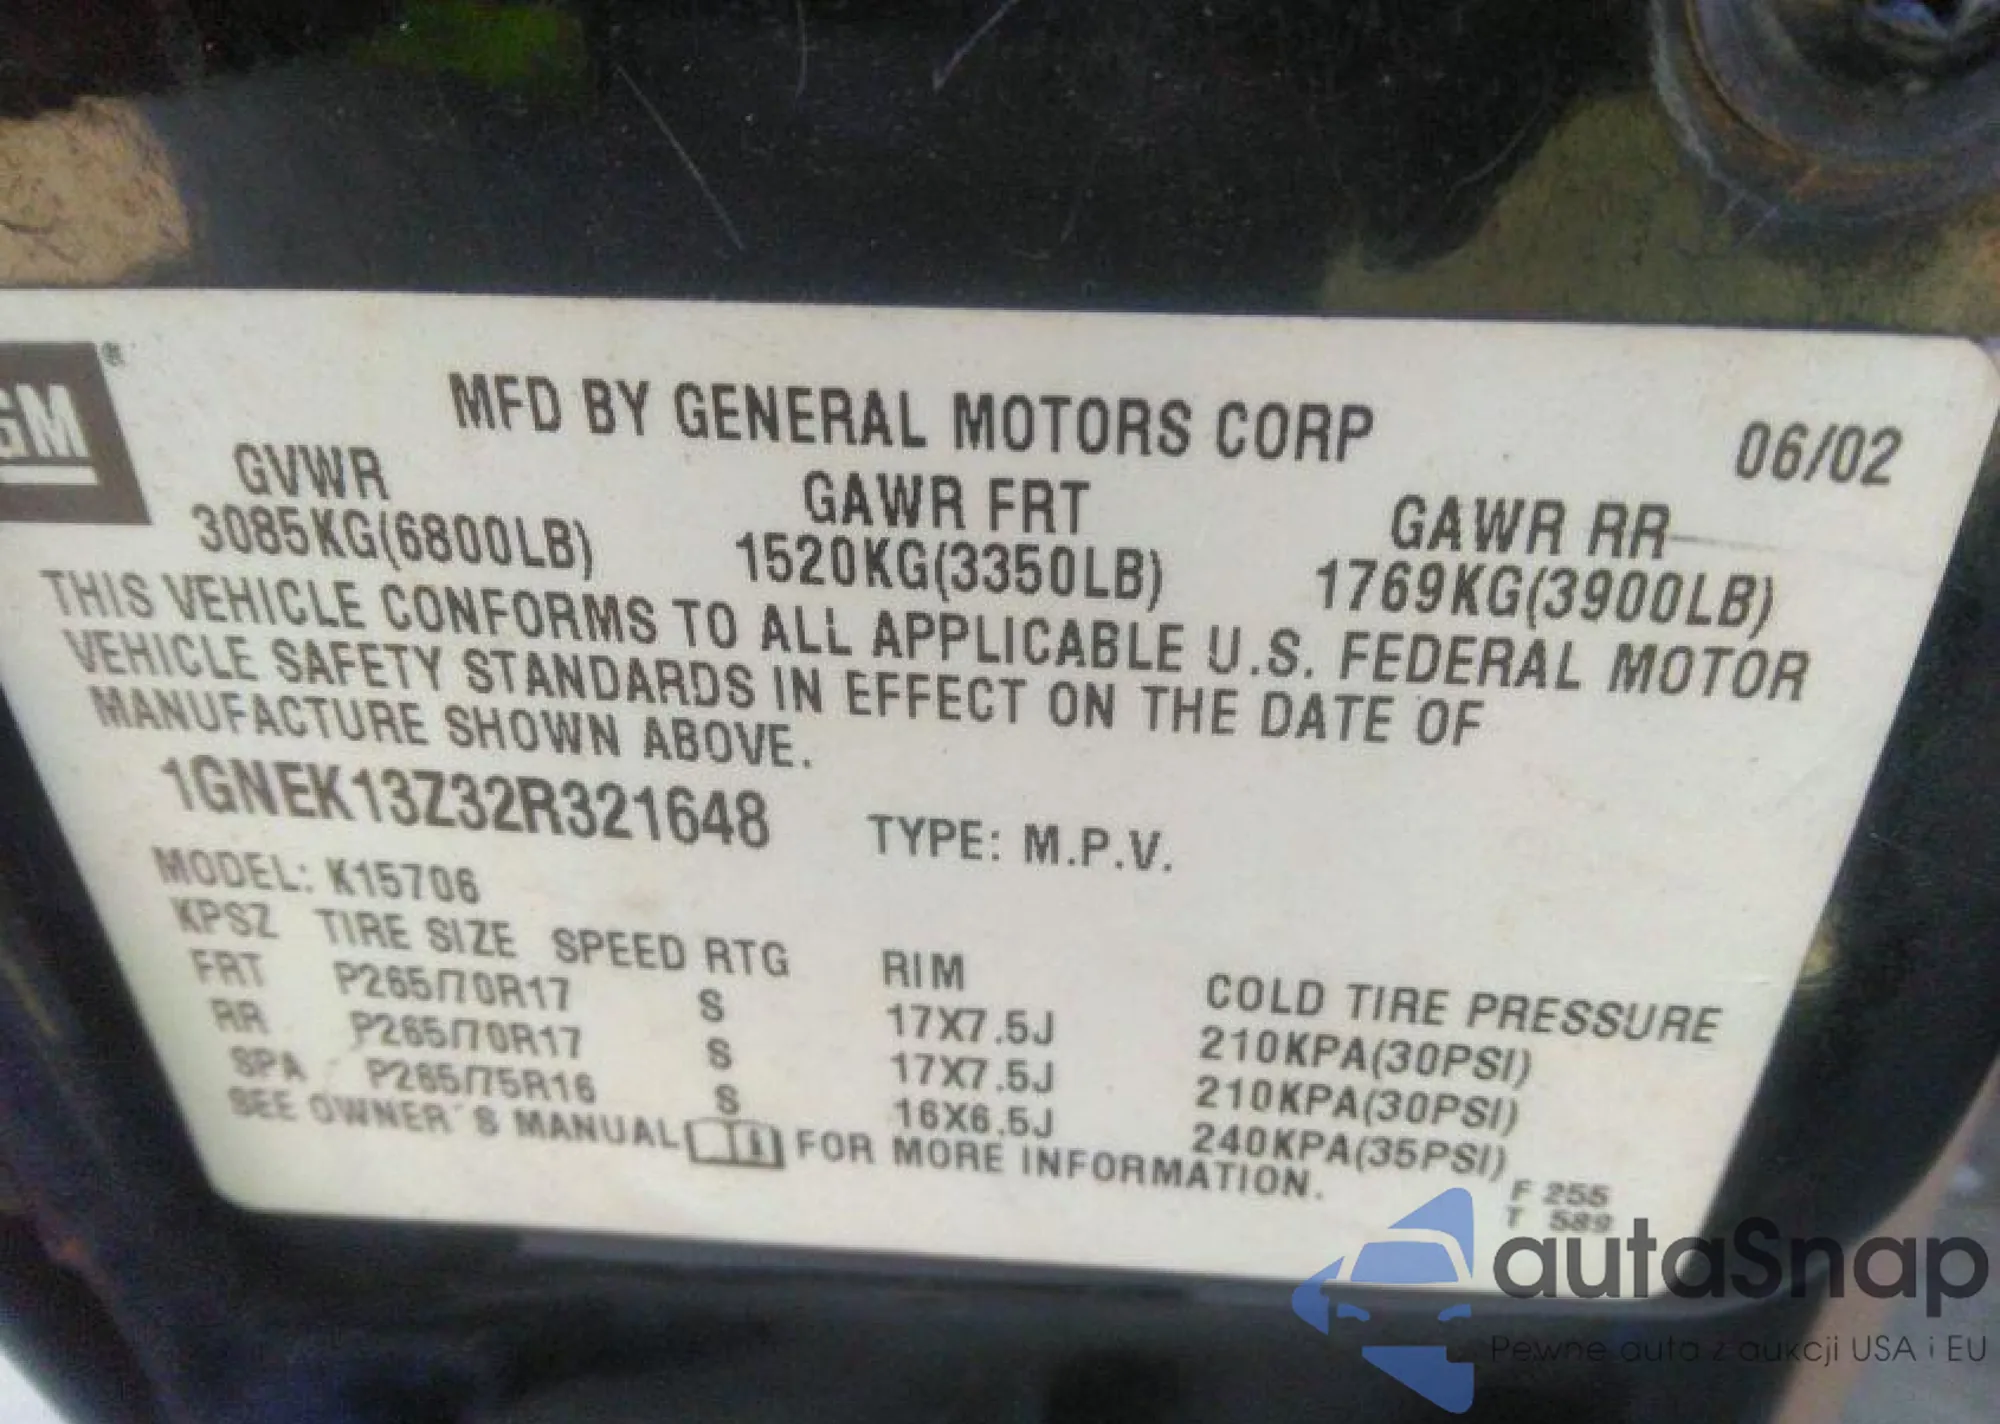 GM®
MFD BY GENERAL MOTORS CORP 06/02
GVWR GAWR FRT GAWR RR
3085KG(6800LB) 1520KG(3350LB) 1769KG(3900LB)
THIS VEHICLE CONFORMS TO ALL APPLICABLE U.S. FEDERAL MOTOR
VEHICLE SAFETY STANDARDS IN EFFECT ON THE DATE OF
MANUFACTURE SHOWN ABOVE.
1GNEK13Z32R321648 TYPE: M.P.V.
MODEL: K15706
KPSZ TIRE SIZE SPEED RTG RIM COLD TIRE PRESSURE
FRT P265/70R17 S 17X7.5J 210KPA(30PSI)
RR P265/70R17 S 17X7.5J 210KPA(30PSI)
SPA P265/75R16 S 16X6.5J 240KPA(35PSI)
SEE OWNER'S MANUAL FOR MORE INFORMATION.
F 255
T 589
autaSnap
Pewne auta z aukcji USA i EU